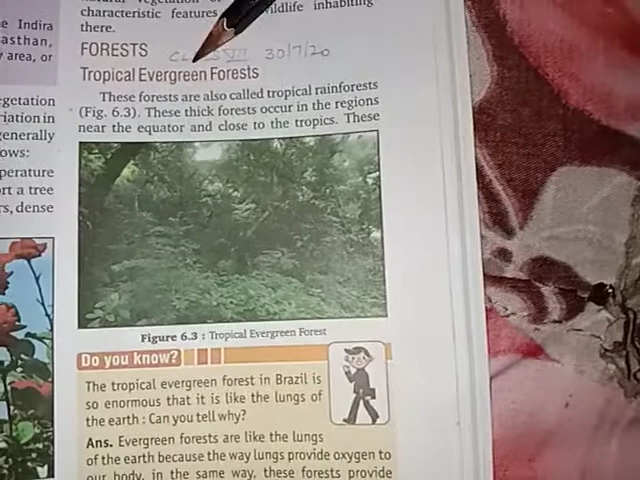 e Indira
asthan,
area, or
egetation
riation in
generally
ows:
perature
rt a tree
rs, dense
characteristic features wildlife inhabiting
there.
FORESTS
CLASS VII 30/7/20
Tropical Evergreen Forests
These forests are also called tropical rainforests
(Fig. 6.3). These thick forests occur in the regions
near the equator and close to the tropics. These
Figure 6.3 : Tropical Evergreen Forest
Do you know?
The tropical evergreen forest in Brazil is
so enormous that it is like the lungs of
the earth : Can you tell why?
Ans. Evergreen forests are like the lungs
of the earth because the way lungs provide oxygen to
our body, in the same way, these forests provide